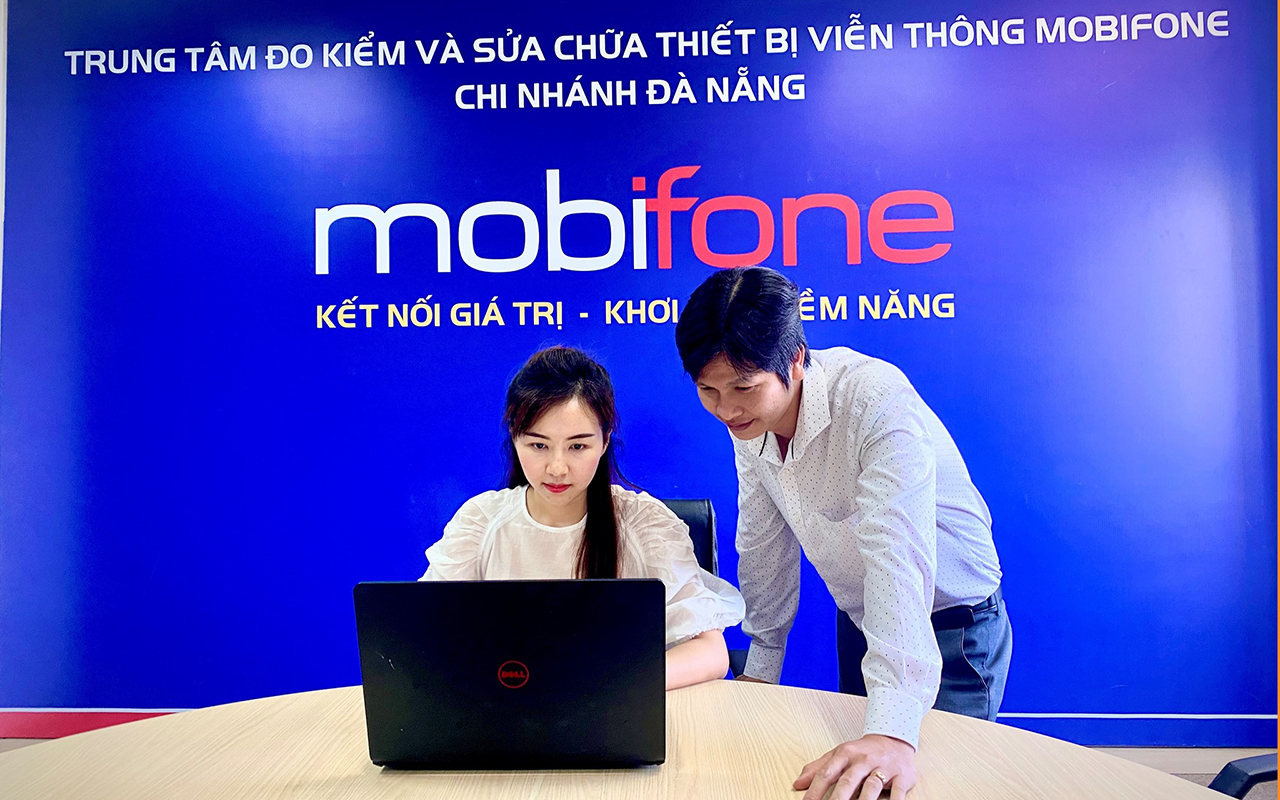 TRUNG TÂM ĐO KIỂM VÀ SỬA CHỮA THIẾT BỊ VIỄN THÔNG MOBIFONE
CHI NHÁNH ĐÀ NẴNG
mobifone
KẾT NỐI GIÁ TRỊ - KHƠI NĂNG
DELL